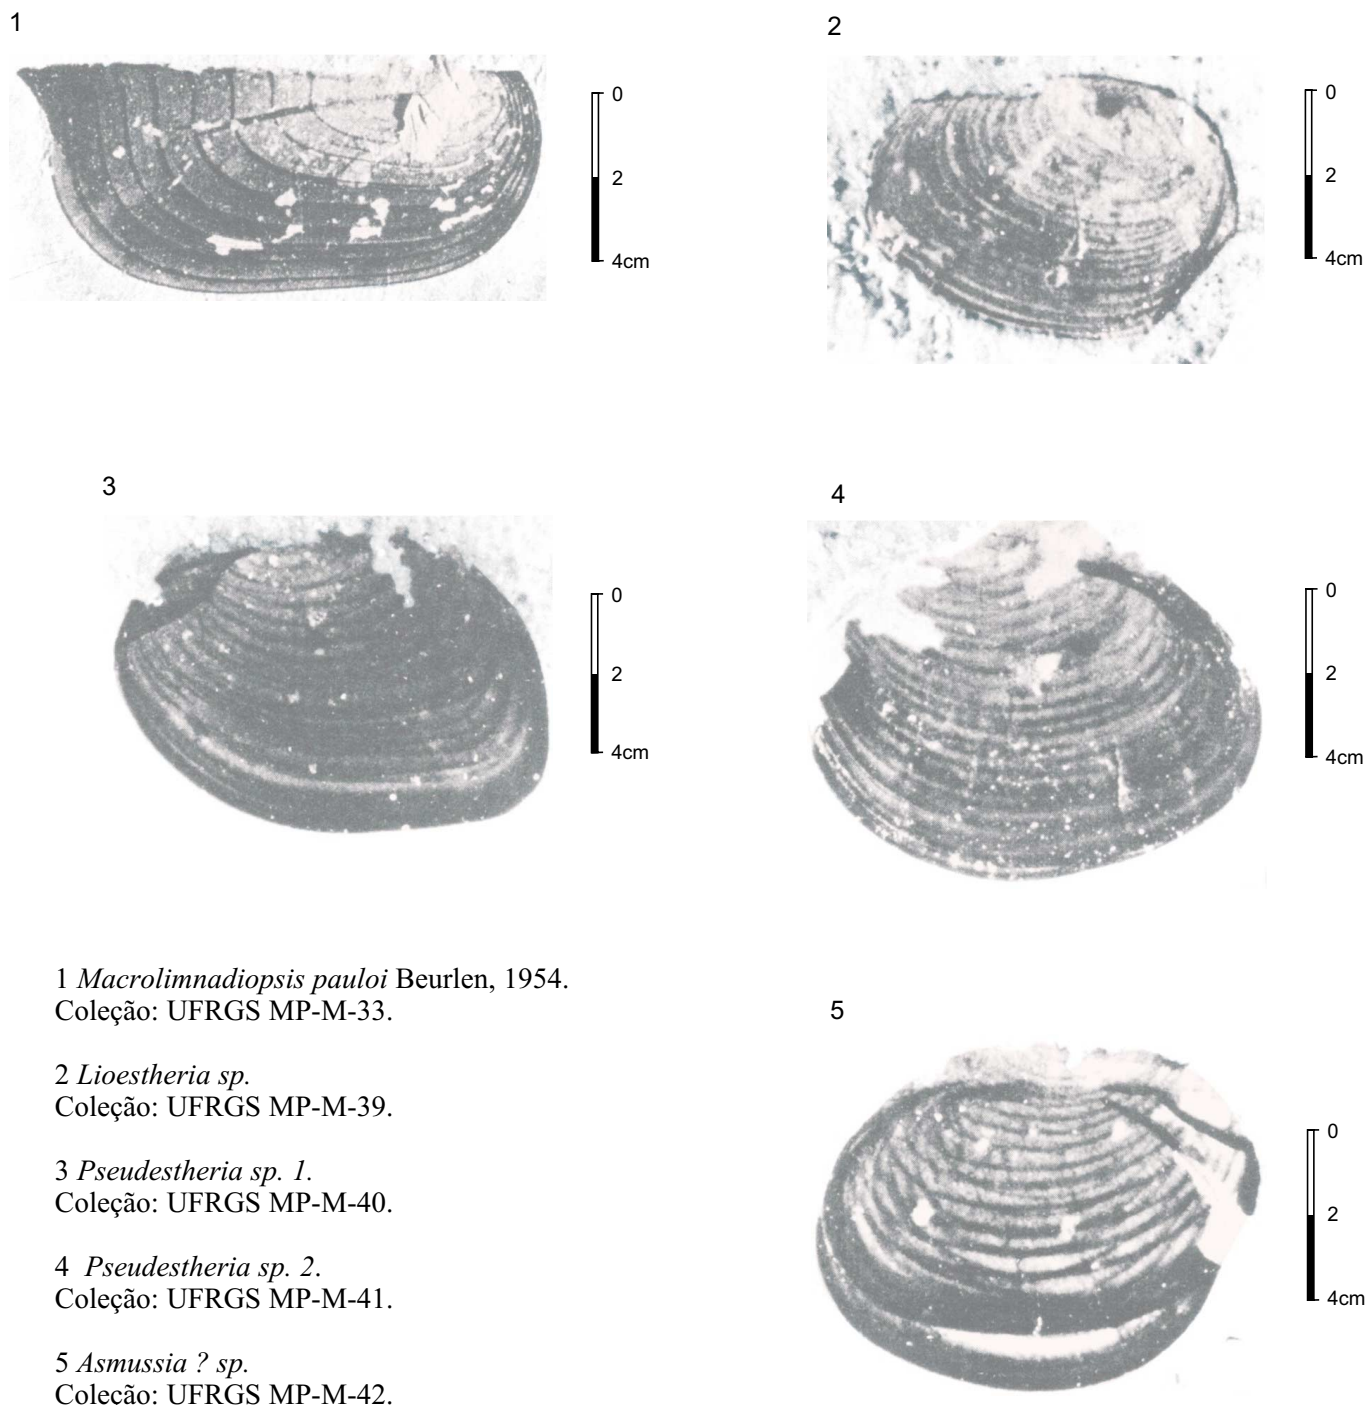 1
2
0
2
4cm
0
2
4cm
3
4
0
2
4cm
0
2
4cm
1 Macrolimnadiopsis pauloi Beurlen, 1954.
Coleção: UFRGS MP-M-33.
2 Lioestheria sp.
Coleção: UFRGS MP-M-39.
3 Pseudestheria sp. 1.
Coleção: UFRGS MP-M-40.
4 Pseudestheria sp. 2.
Coleção: UFRGS MP-M-41.
5 Asmussia ? sp.
Coleção: UFRGS MP-M-42.
5
0
2
4cm